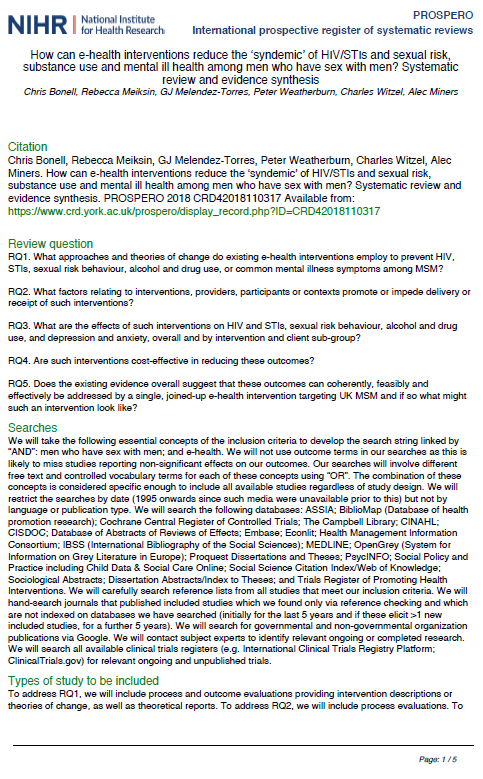 NIHR | National Institute
for Health Research
PROSPERO
International prospective register of systematic reviews
How can e-health interventions reduce the ‘syndemic’ of HIV/STIs and sexual risk,
substance use and mental ill health among men who have sex with men? Systematic
review and evidence synthesis
Chris Bonell, Rebecca Meiksin, GJ Melendez-Torres, Peter Weatherburn, Charles Witzel, Alec Miners
Citation
Chris Bonell, Rebecca Meiksin, GJ Melendez-Torres, Peter Weatherburn, Charles Witzel, Alec
Miners. How can e-health interventions reduce the ‘syndemic’ of HIV/STIs and sexual risk,
substance use and mental ill health among men who have sex with men? Systematic review and
evidence synthesis. PROSPERO 2018 CRD42018110317 Available from:
https://www.crd.york.ac.uk/prospero/display_record.php?ID=CRD42018110317
Review question
RQ1. What approaches and theories of change do existing e-health interventions employ to prevent HIV,
STIs, sexual risk behaviour, alcohol and drug use, or common mental illness symptoms among MSM?
RQ2. What factors relating to interventions, providers, participants or contexts promote or impede delivery or
receipt of such interventions?
RQ3. What are the effects of such interventions on HIV and STIs, sexual risk behaviour, alcohol and drug
use, and depression and anxiety, overall and by intervention and client sub-group?
RQ4. Are such interventions cost-effective in reducing these outcomes?
RQ5. Does the existing evidence overall suggest that these outcomes can coherently, feasibly and
effectively be addressed by a single, joined-up e-health intervention targeting UK MSM and if so what might
such an intervention look like?
Searches
We will take the following essential concepts of the inclusion criteria to develop the search string linked by
“AND”: men who have sex with men; and e-health. We will not use outcome terms in our searches as this is
likely to miss studies reporting non-significant effects on our outcomes. Our searches will involve different
free text and controlled vocabulary terms for each of these concepts using “OR”. The combination of these
concepts is considered specific enough to include all available studies regardless of study design. We will
restrict the searches by date (1995 onwards since such media were unavailable prior to this) but not by
language or publication type. We will search the following databases: ASSIA; BiblioMap (Database of health
promotion research); Cochrane Central Register of Controlled Trials; The Campbell Library; CINAHL;
CISDOC; Database of Abstracts of Reviews of Effects; Embase; Econlit; Health Management Information
Consortium; IBSS (International Bibliography of the Social Sciences); MEDLINE; OpenGrey (System for
Information on Grey Literature in Europe); Proquest Dissertations and Theses; PsycINFO; Social Policy and
Practice including Child Data & Social Care Online; Social Science Citation Index/Web of Knowledge;
Sociological Abstracts; Dissertation Abstracts/Index to Theses; and Trials Register of Promoting Health
Interventions. We will carefully search reference lists from all studies that meet our inclusion criteria. We will
hand-search journals that published included studies which we found only via reference checking and which
are not indexed on databases we have searched (initially for the last 5 years and if these elicit >1 new
included studies, for a further 5 years). We will search for governmental and non-governmental organization
publications via Google. We will contact subject experts to identify relevant ongoing or completed research.
We will search all available clinical trials registers (e.g. International Clinical Trials Registry Platform;
ClinicalTrials.gov) for relevant ongoing and unpublished trials.
Types of study to be included
To address RQ1, we will include process and outcome evaluations providing intervention descriptions or
theories of change, as well as theoretical reports. To address RQ2, we will include process evaluations. To
Page: 1 / 5